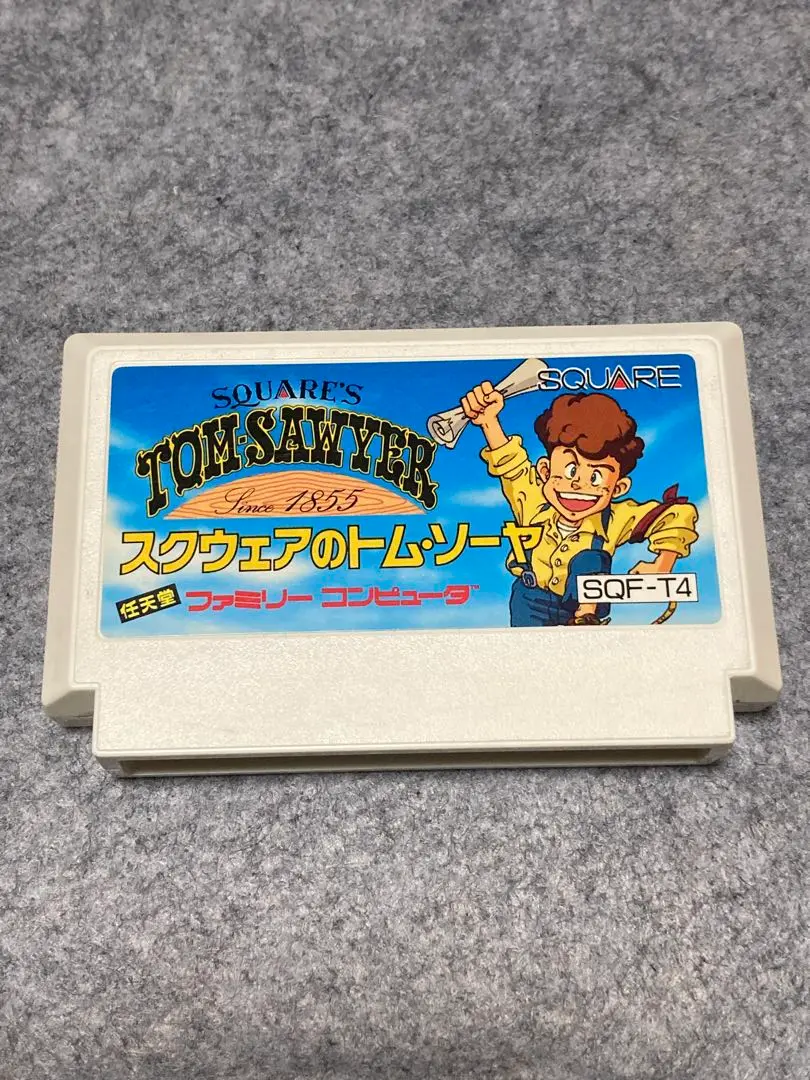 SQUARE
SQUARE'S
TOM·SAWYER
Since 1855
スクウェアのトム・ソーヤ
任天堂 ファミリー コンピュータ
SQF-T4